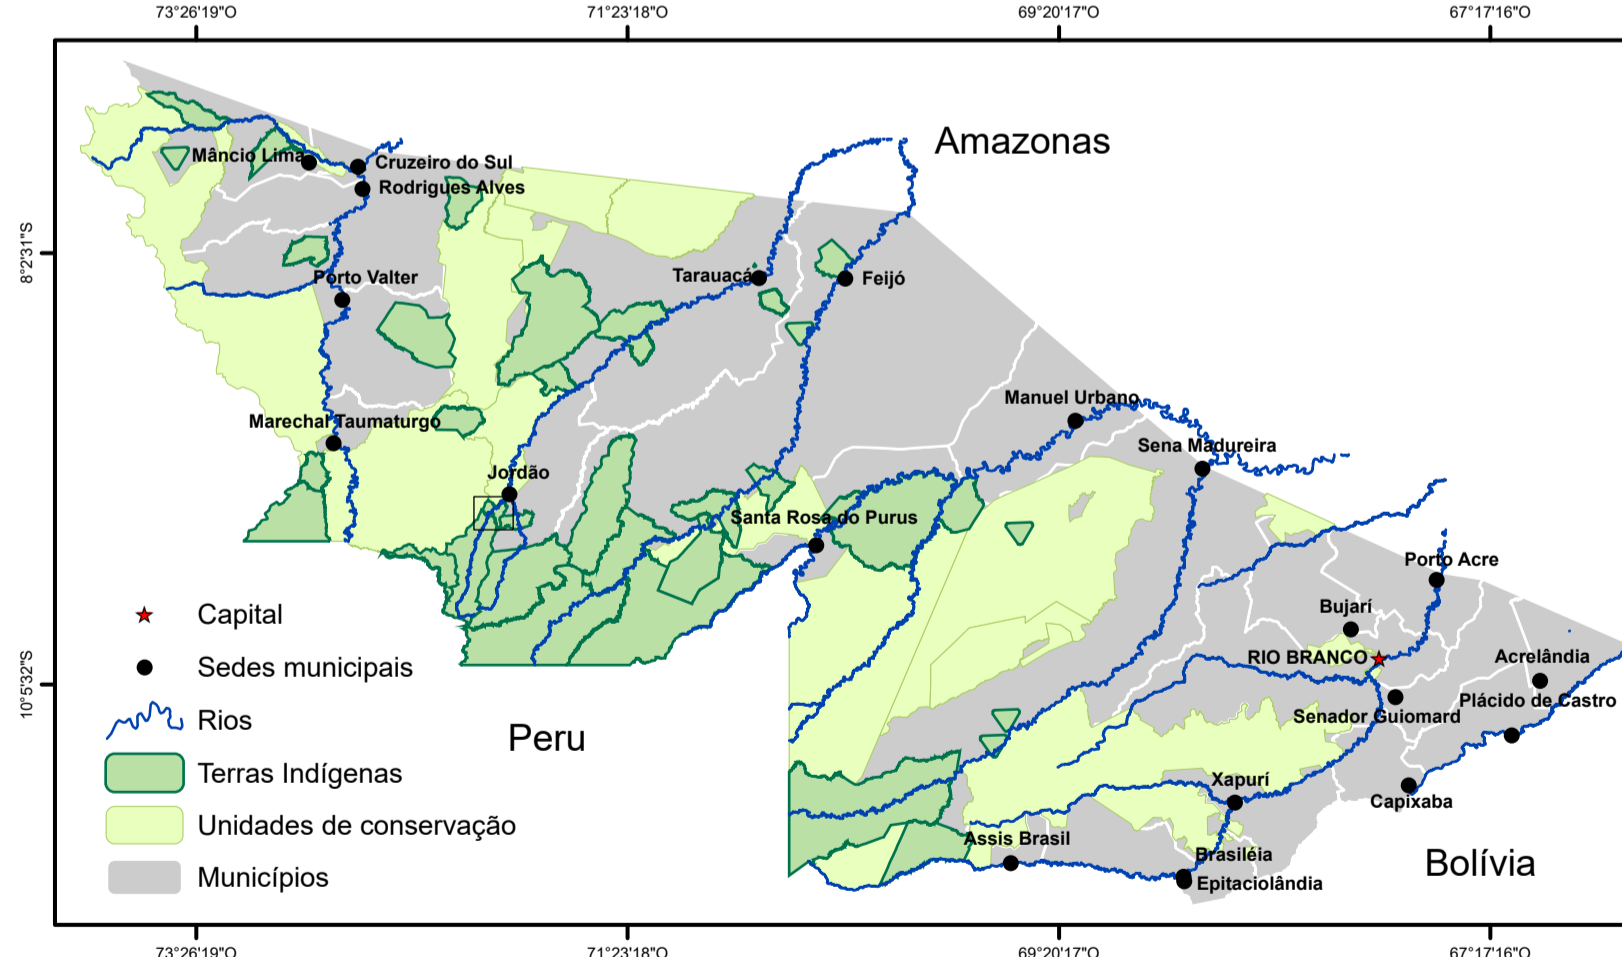 73°26'19"O
71°23'18"O
69°20'17"O
67°17'16"O
Amazonas
Mâncio Lima
Cruzeiro do Sul
Rodrigues Alves
8°2'31"S
Porto Valter
Tarauacá
Feijó
Manuel Urbano
Marechal Taumaturgo
Sena Madureira
Jordão
Santa Rosa do Purus
Porto Acre
Bujarí
Capital
RIO BRANCO
Acrelândia
Sedes municipais
10°5'32"S
Plácido de Castro
Senador Guiomard
Rios
Peru
Terras Indígenas
Xapurí
Capixaba
Unidades de conservação
Assis Brasil
Brasiléia
Bolívia
Municípios
Epitaciolândia
73°26'19"O
71°23'18"O
69°20'17"O
67°17'16"O